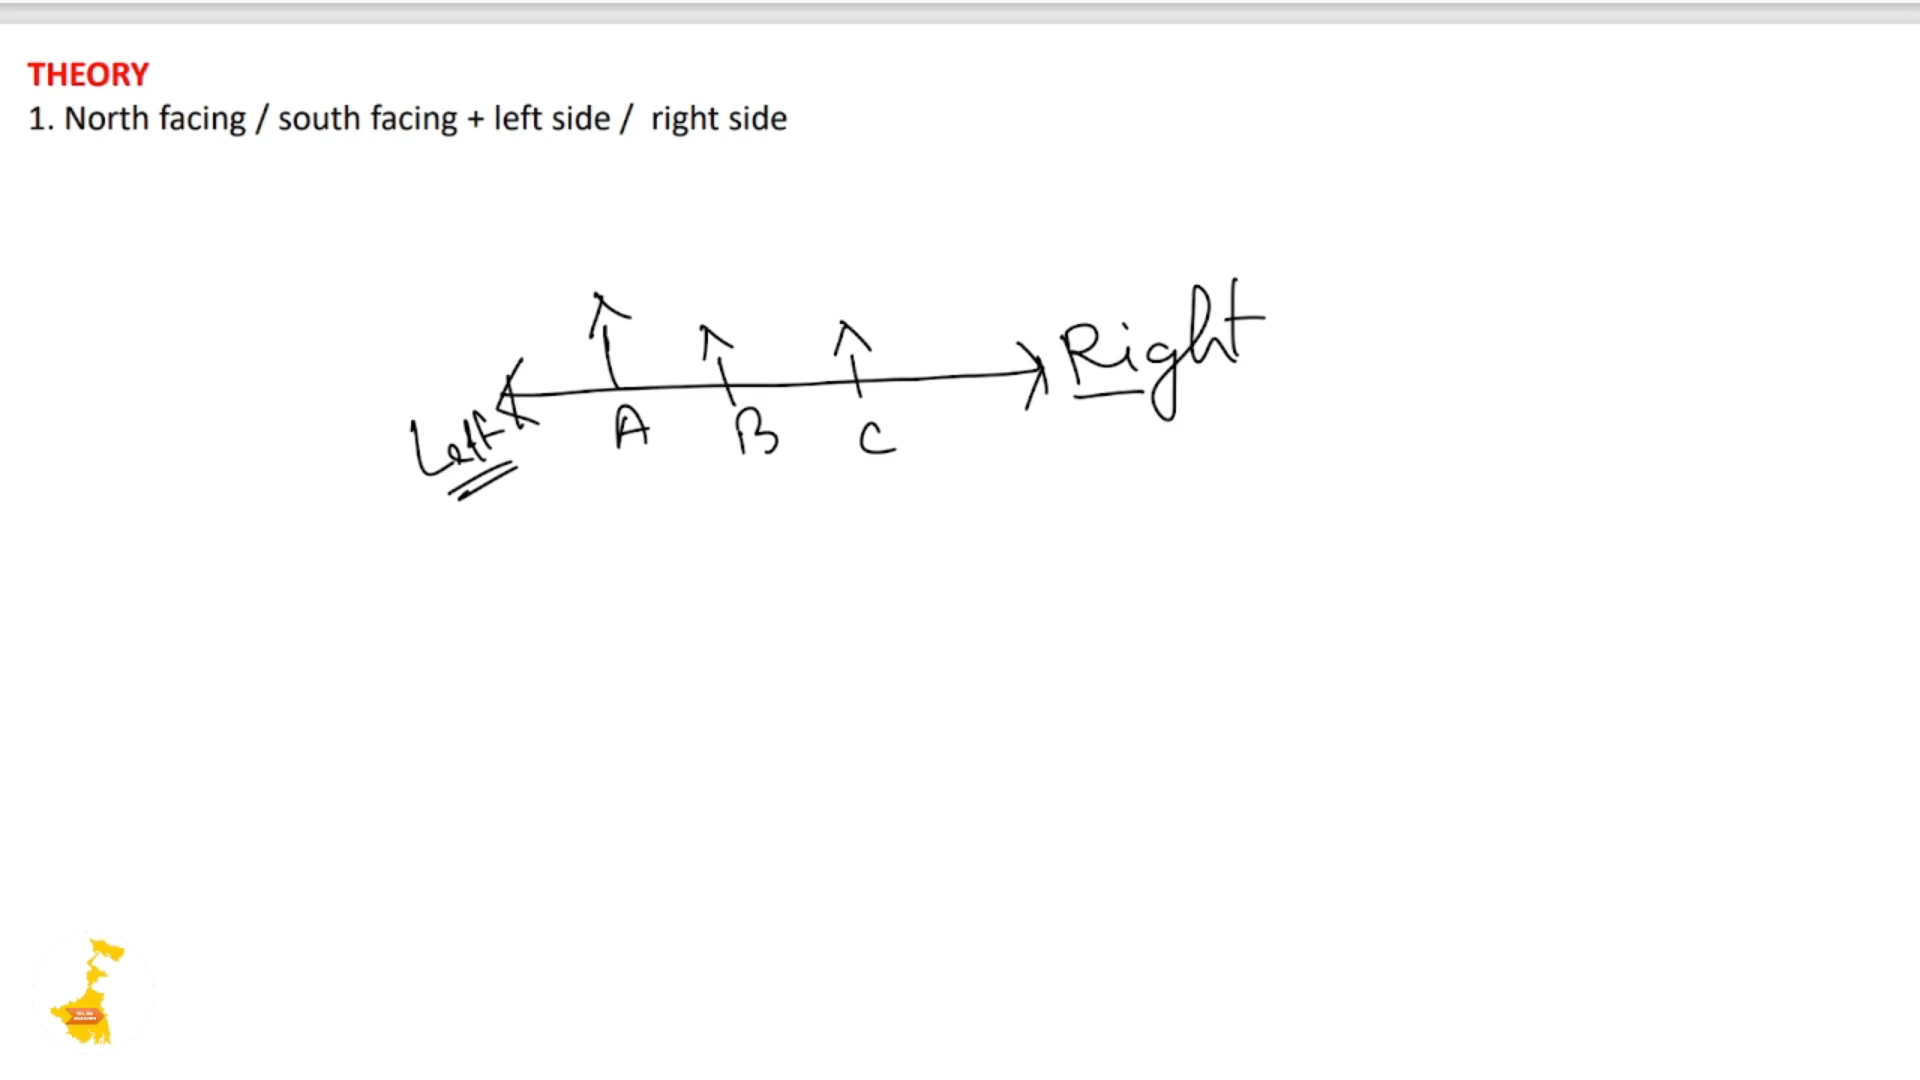 THEORY
1. North facing / south facing + left side / right side
Left
Right
A B C